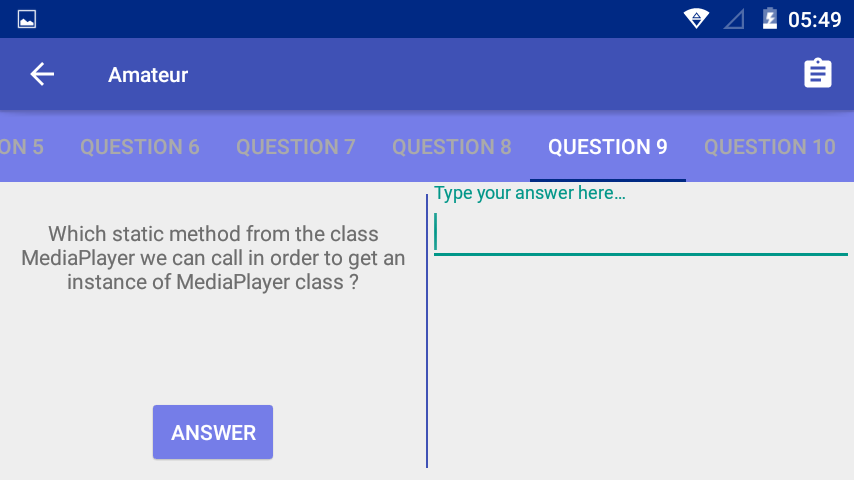 05:49
Amateur
ON 5 QUESTION 6 QUESTION 7 QUESTION 8 QUESTION 9 QUESTION 10
Which static method from the class
MediaPlayer we can call in order to get an
instance of MediaPlayer class ?
ANSWER
Type your answer here...